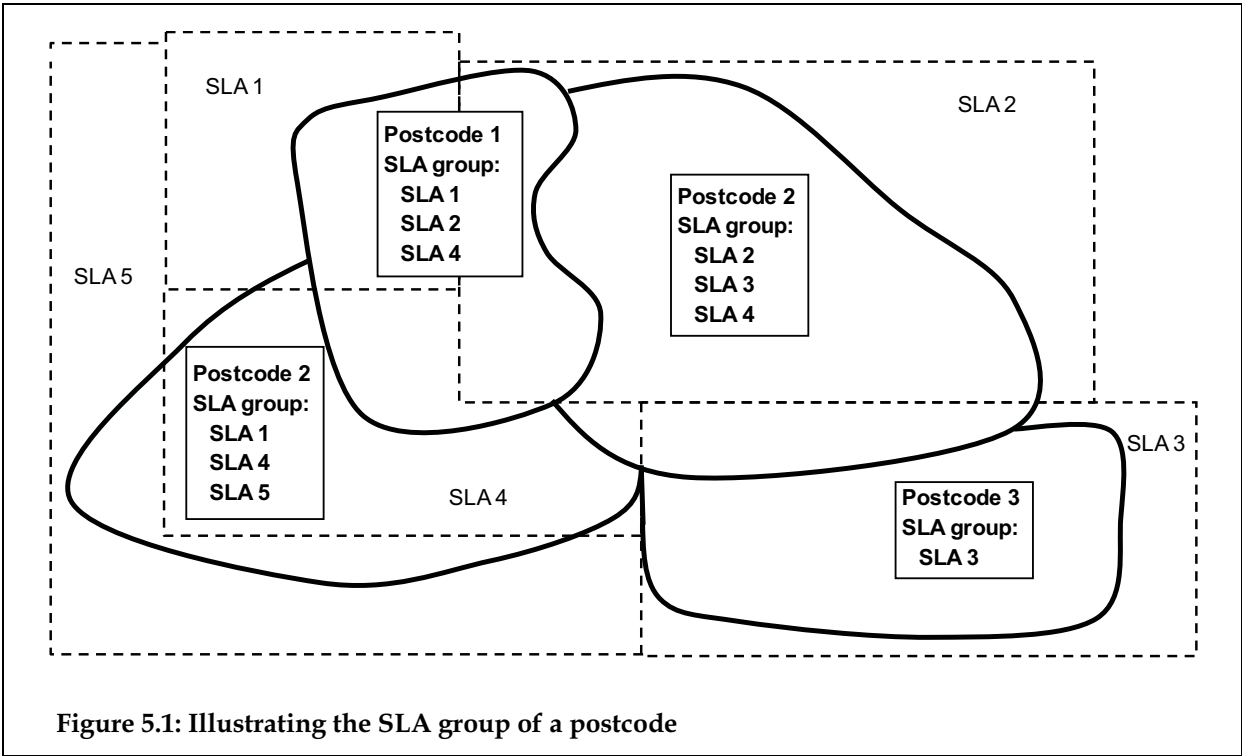 SLA 1
SLA 2
Postcode 1
SLA group:
SLA 1
SLA 2
SLA 4
Postcode 2
SLA group:
SLA 2
SLA 3
SLA 4
SLA 5
Postcode 2
SLA group:
SLA 1
SLA 4
SLA 5
SLA 4
SLA 3
Postcode 3
SLA group:
SLA 3
Figure 5.1: Illustrating the SLA group of a postcode